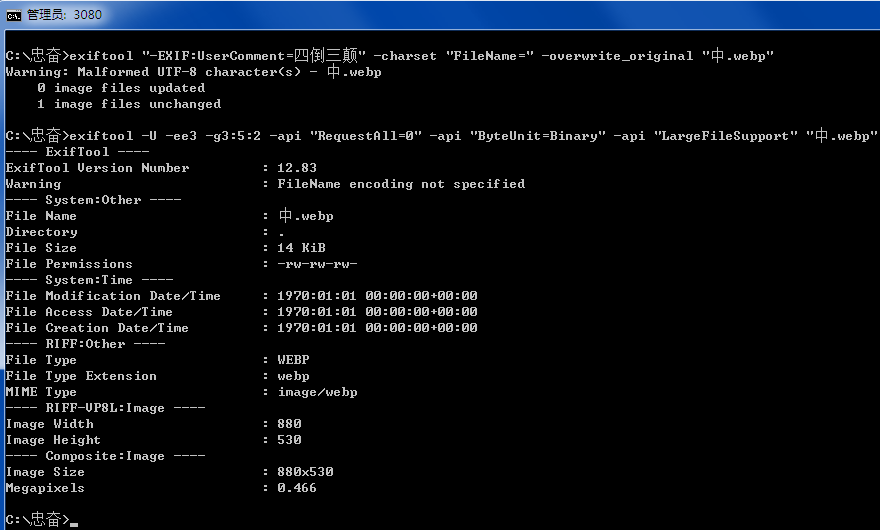 管理员: 3080
C:\忠奋>exiftool "-EXIF:UserComment=四倒三颠" -charset "FileName=" -overwrite_original "中.webp"
Warning: Malformed UTF-8 character(s) - 中.webp
    0 image files updated
    1 image files unchanged
C:\忠奋>exiftool -U -ee3 -g3:5:2 -api "RequestAll=0" -api "ByteUnit=Binary" -api "LargeFileSupport" "中.webp"
---- ExifTool ----
ExifTool Version Number         : 12.83
Warning                         : FileName encoding not specified
---- System:Other ----
File Name                       : 中.webp
Directory                       : .
File Size                       : 14 KiB
File Permissions                : -rw-rw-rw-
---- System:Time ----
File Modification Date/Time     : 1970:01:01 00:00:00+00:00
File Access Date/Time           : 1970:01:01 00:00:00+00:00
File Creation Date/Time         : 1970:01:01 00:00:00+00:00
---- RIFF:Other ----
File Type                       : WEBP
File Type Extension             : webp
MIME Type                       : image/webp
---- RIFF-VP8L:Image ----
Image Width                     : 880
Image Height                    : 530
---- Composite:Image ----
Image Size                      : 880x530
Megapixels                      : 0.466
C:\忠奋>_